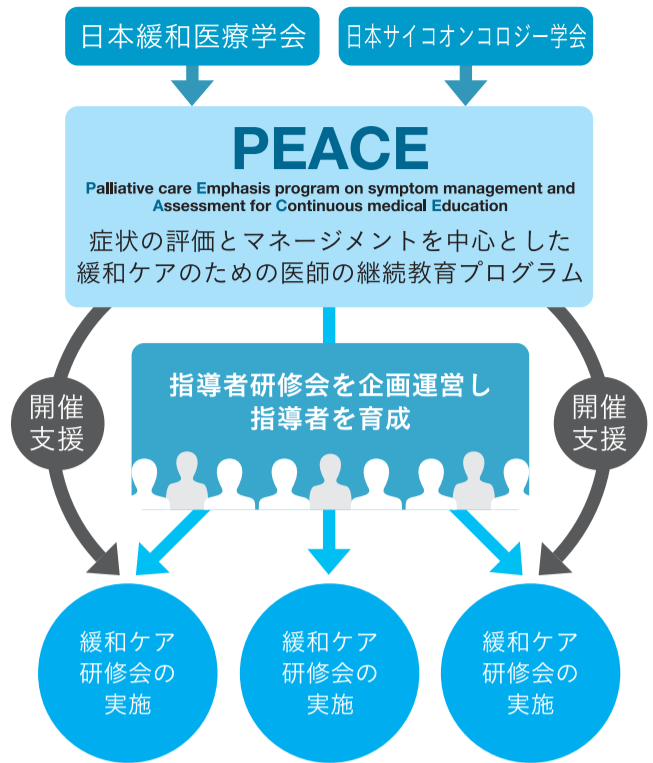 日本緩和医療学会
日本サイコオンコロジー学会
PEACE
Palliative care Emphasis program on symptom management and
Assessment for Continuous medical Education
症状の評価とマネージメントを中心とした
緩和ケアのための医師の継続教育プログラム
指導者研修会を企画運営し
指導者を育成
開催
支援
開催
支援
緩和ケア
研修会の
実施
緩和ケア
研修会の
実施
緩和ケア
研修会の
実施